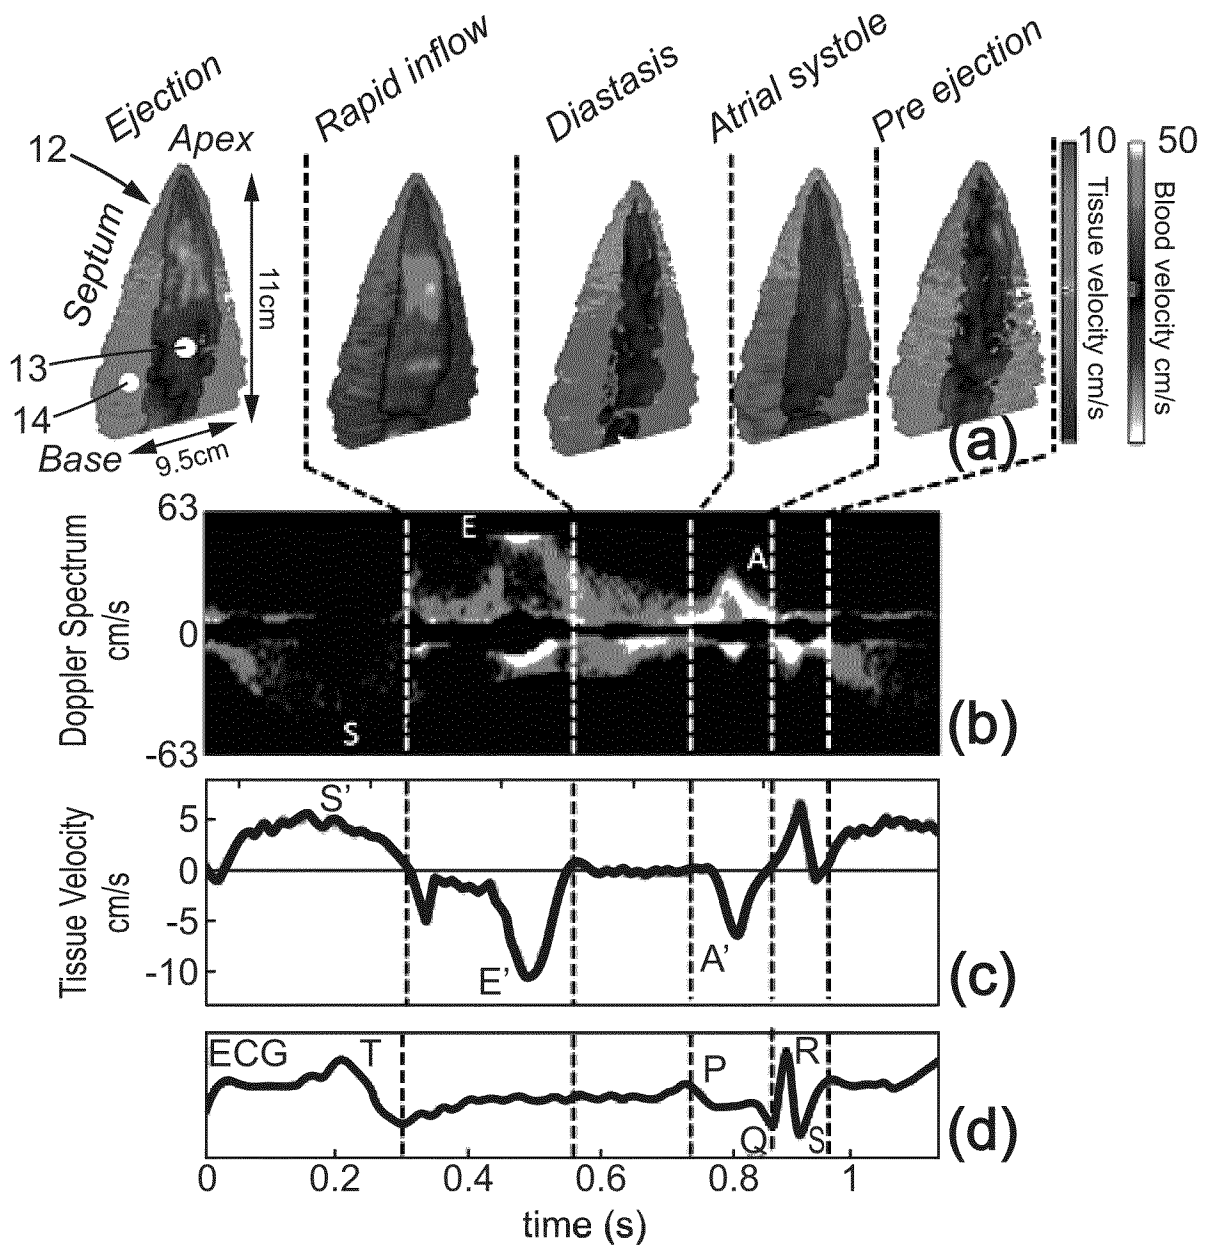 Ejection
Rapid inflow
Diastasis
Atrial systole
Pre ejection
12
Apex
Septum
11cm
13
14
Base
9.5cm
10
50
Tissue velocity cm/s
Blood velocity cm/s
(a)
63
0
-63
Doppler Spectrum
cm/s
E
A
S
(b)
5
0
-5
-10
Tissue Velocity
cm/s
S’
E’
A’
(c)
ECG
T
P
Q
R
S
(d)
0 0.2 0.4 0.6 0.8 1
time (s)